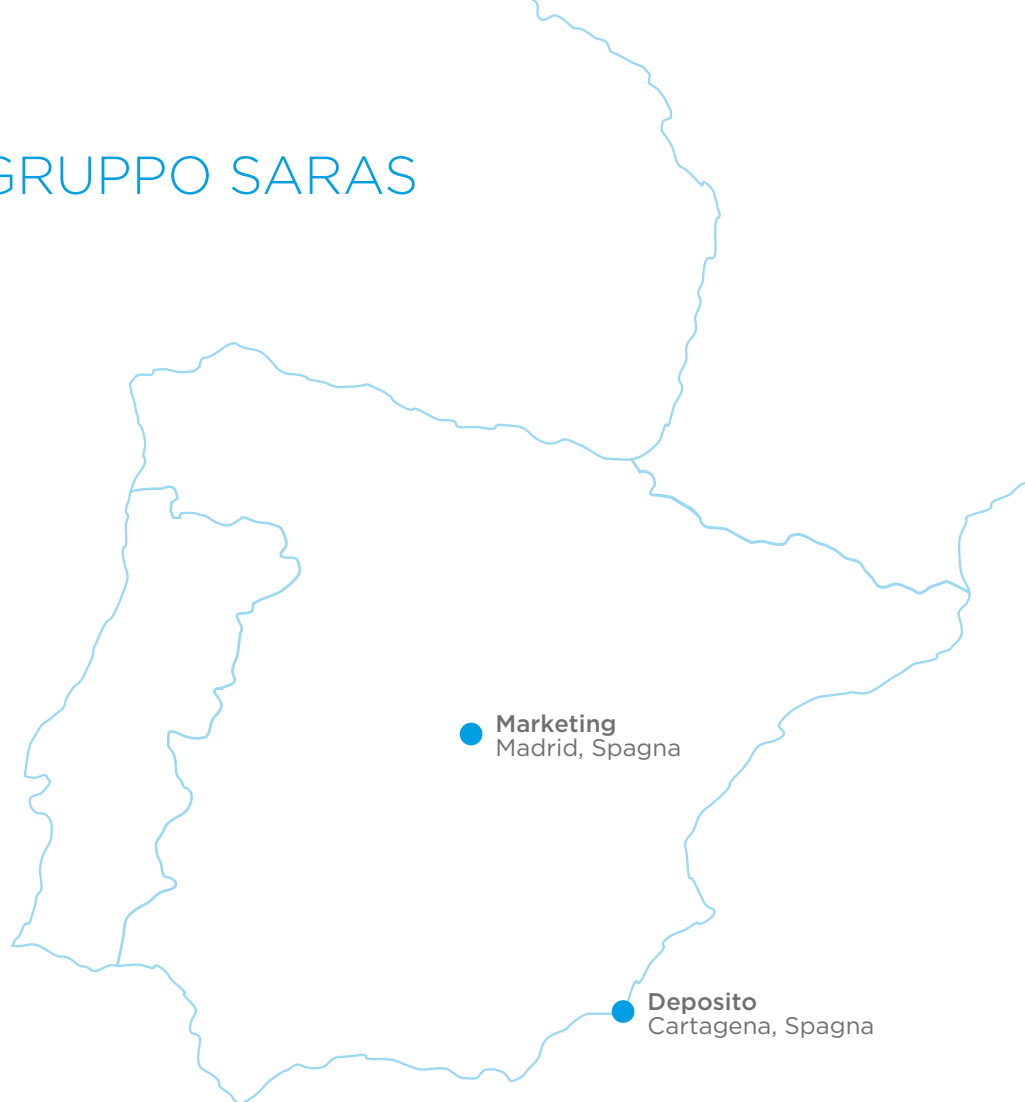 GRUPPO SARAS
Marketing
Madrid, Spagna
Deposito
Cartagena, Spagna